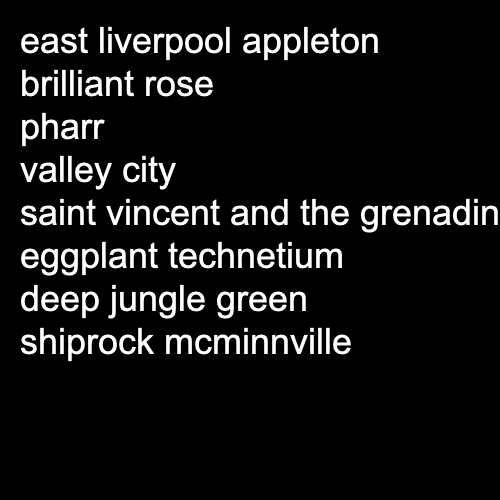 east liverpool appleton
brilliant rose
pharr
valley city
saint vincent and the grenadin
eggplant technetium
deep jungle green
shiprock mcminnville